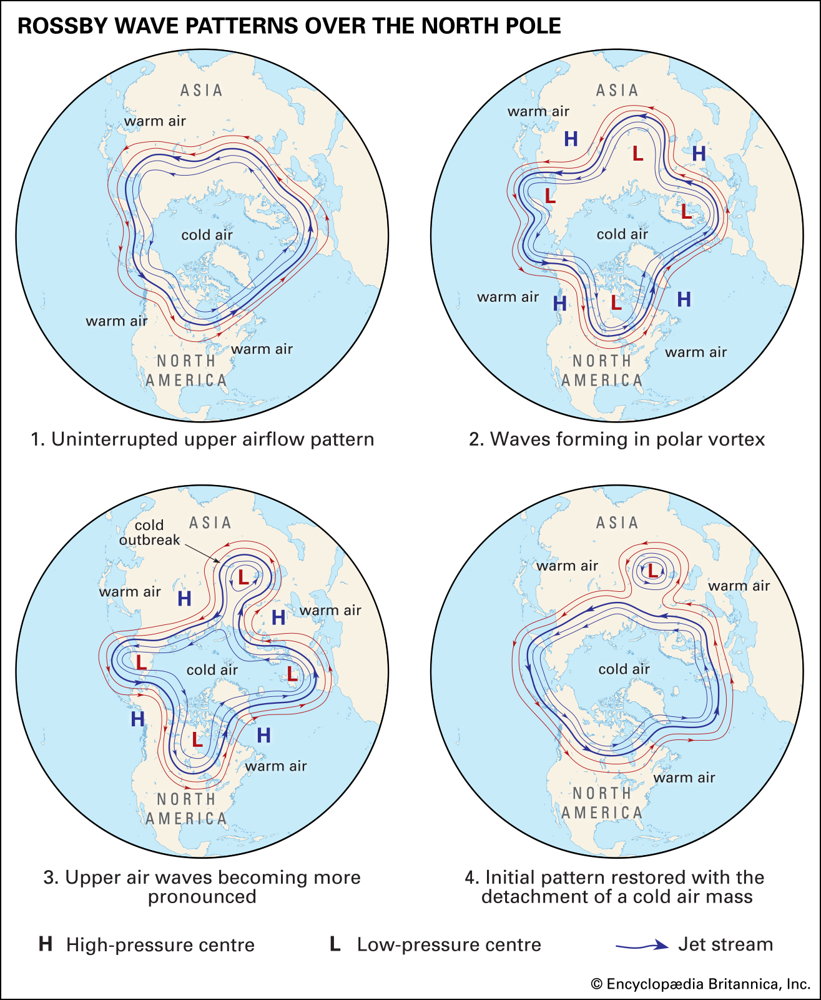 ROSSBY WAVE PATTERNS OVER THE NORTH POLE
ASIA
warm air
cold air
warm air
warm air
NORTH
AMERICA
1. Uninterrupted upper airflow pattern
ASIA
warm air
H
L
H
L
L
cold air
warm air
H
L
H
warm air
NORTH
AMERICA
2. Waves forming in polar vortex
cold
outbreak
ASIA
L
warm air
H
warm air
H
L
cold air
L
H
L
H
warm air
NORTH
AMERICA
3. Upper air waves becoming more
pronounced
ASIA
warm air
L
warm air
cold air
warm air
NORTH
AMERICA
4. Initial pattern restored with the
detachment of a cold air mass
H High-pressure centre
L Low-pressure centre
Jet stream
© Encyclopædia Britannica, Inc.